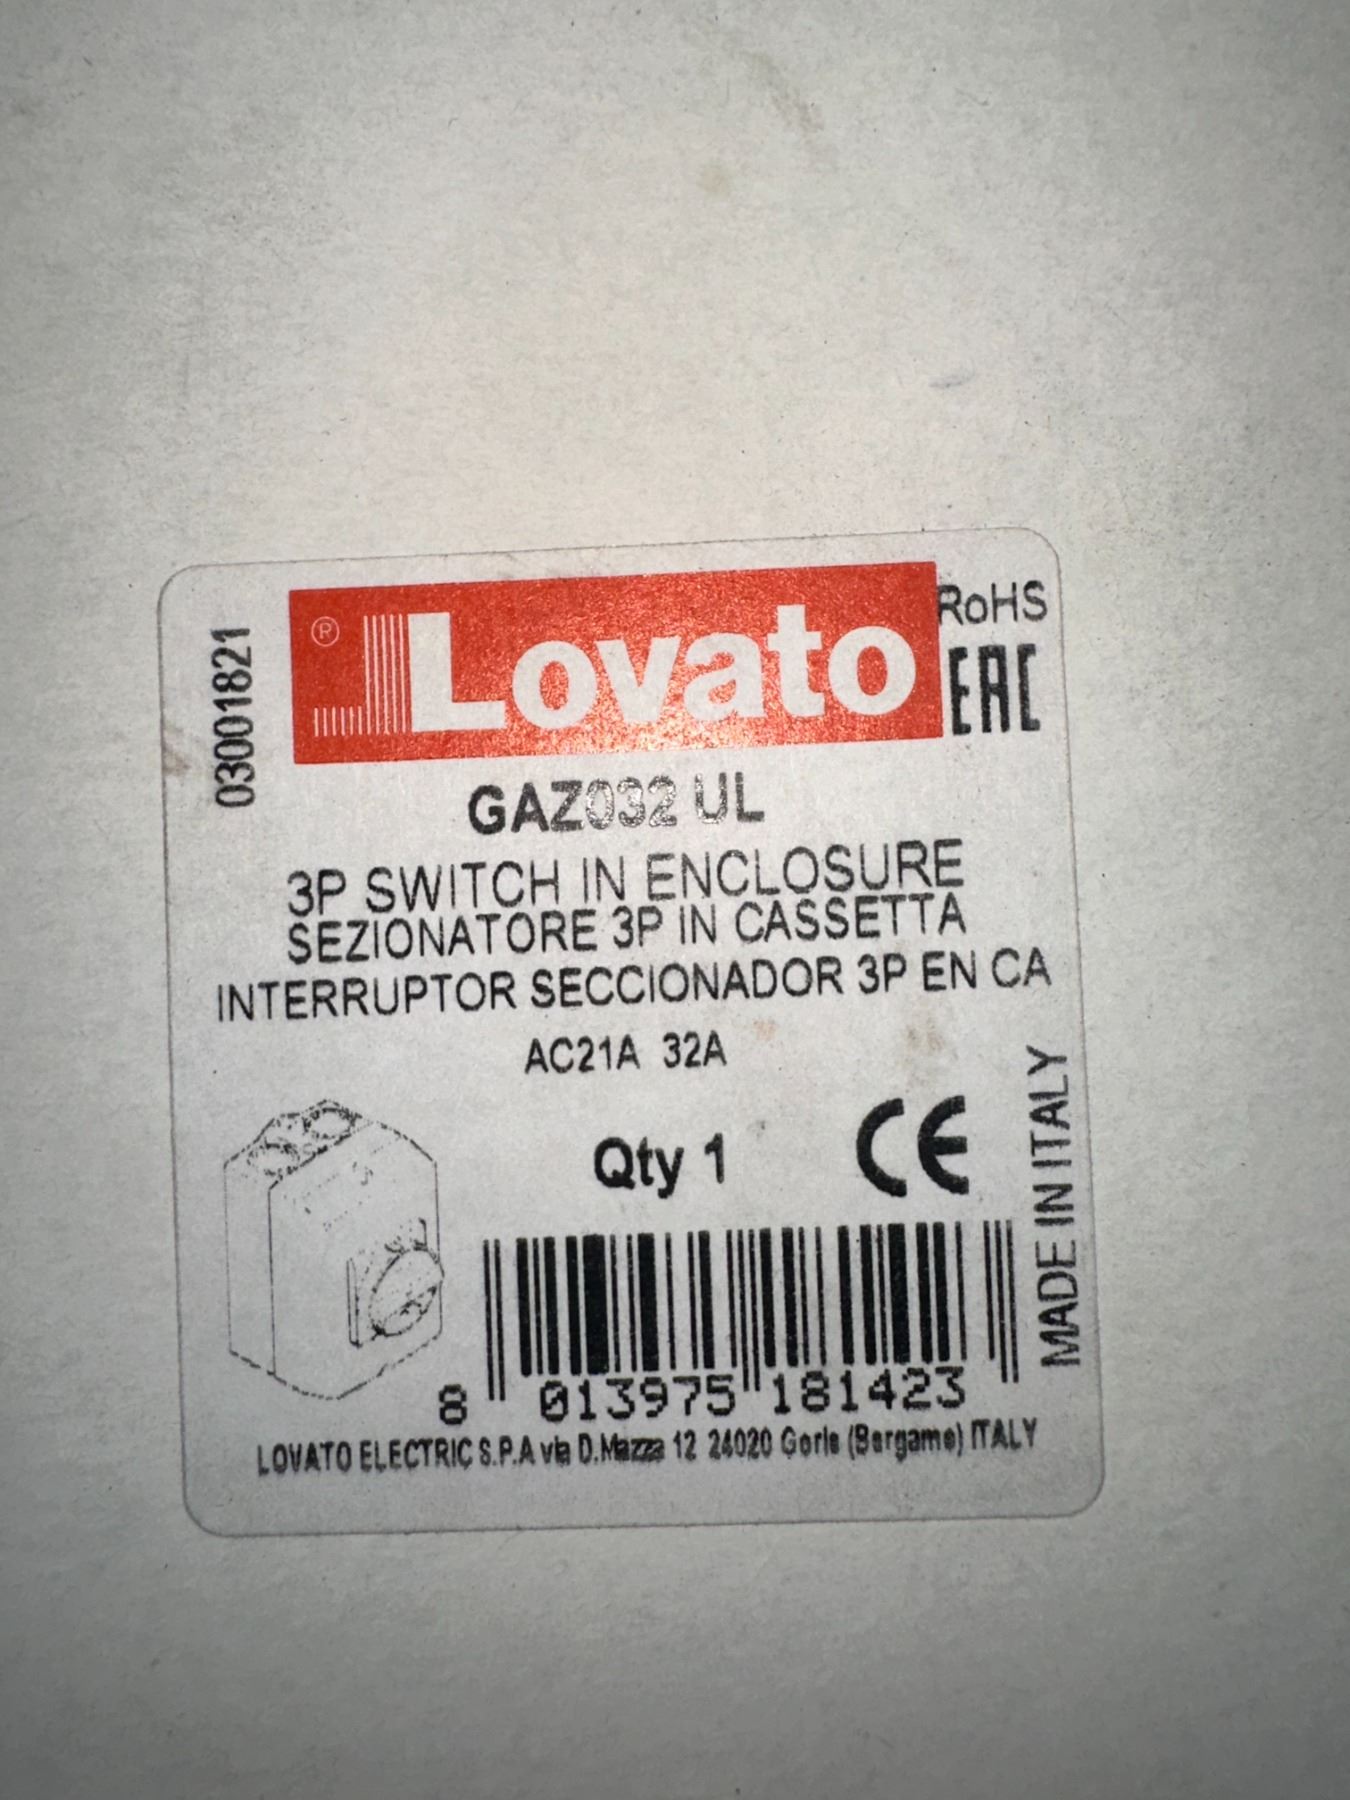 03001821
® Lovato
RoHS
EAC
GAZ032 UL
3P SWITCH IN ENCLOSURE
SEZIONATORE 3P IN CASSETTA
INTERRUPTOR SECCIONADOR 3P EN CA
AC21A 32A
Qty 1
CE
MADE IN ITALY
8 013975 181423
LOVATO ELECTRIC S.P.A via D.Mazza 12 24020 Gorle (Bergamo) ITALY